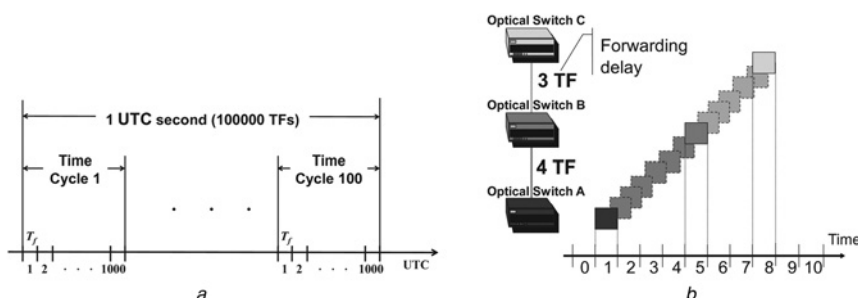 1 UTC second (100000 TFs)
Time
Cycle 1
Time
Cycle 100
. . .
T_f
T_f
1 2 . . . 1000
1 2 . . . 1000
UTC
a
Optical Switch C
Forwarding
delay
3 TF
Optical Switch B
4 TF
Optical Switch A
Time
0 1 2 3 4 5 6 7 8 9 10
b